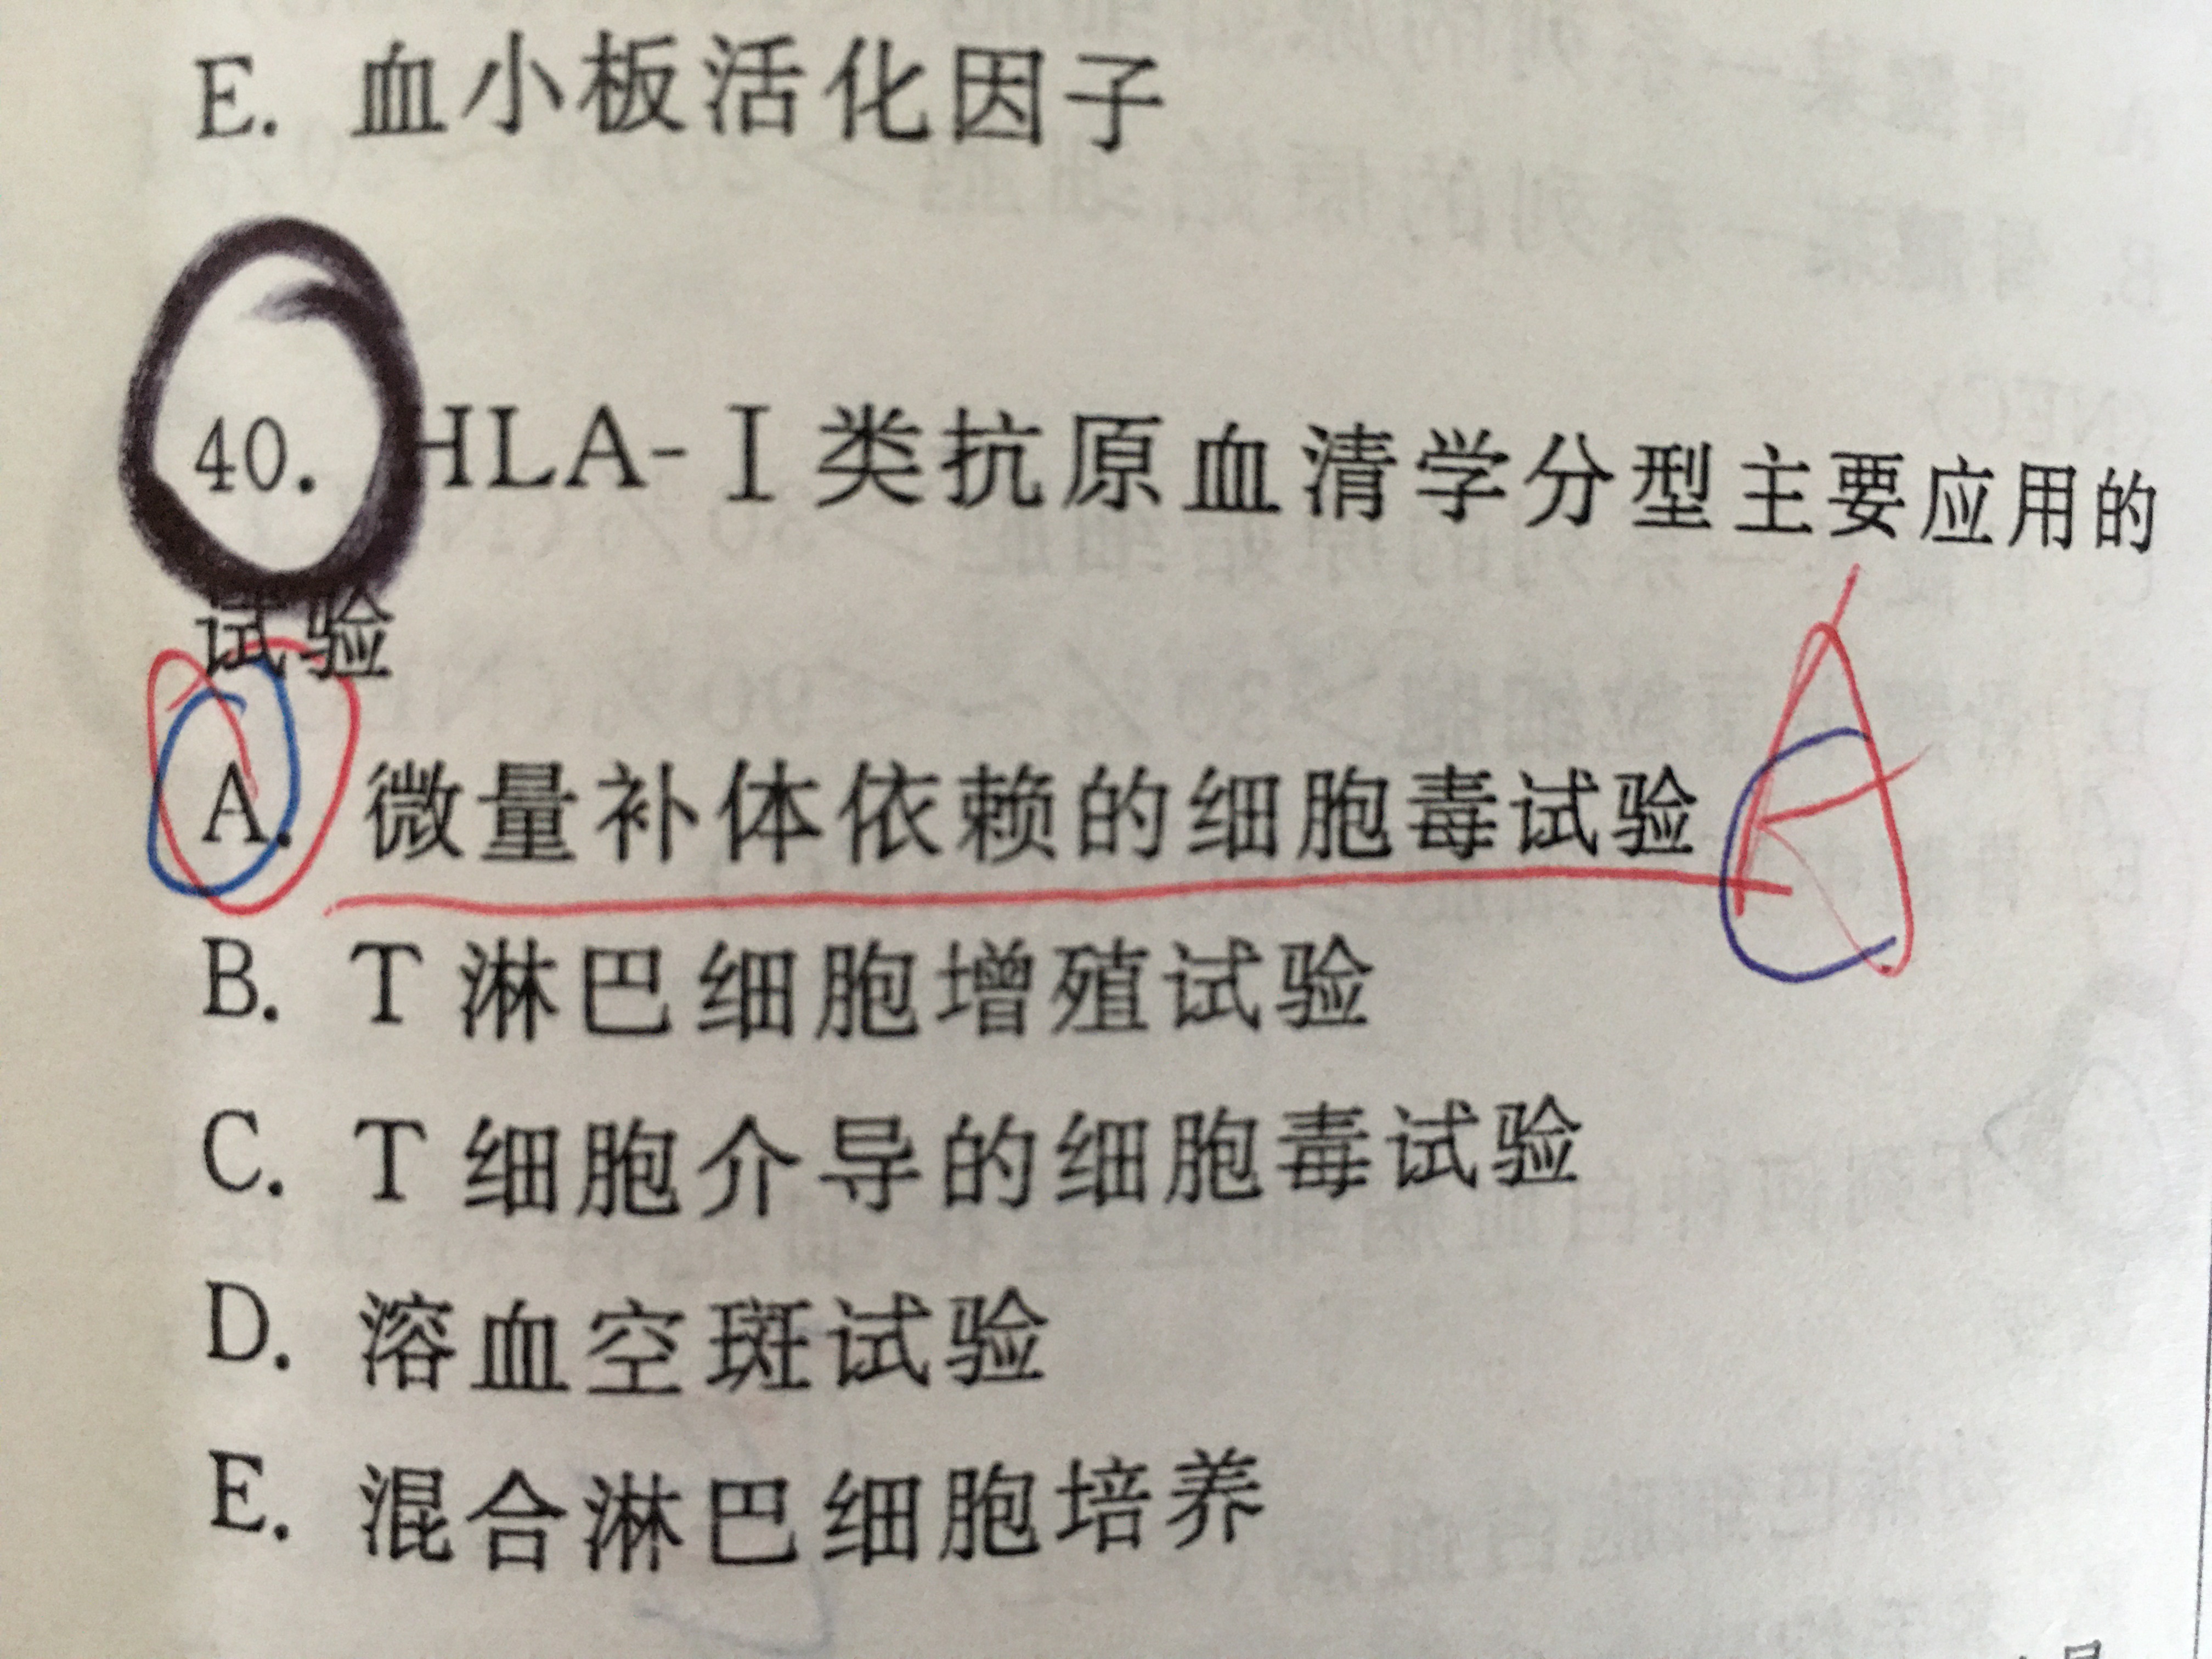 E. 血小板活化因子
40. HLA-Ⅰ类抗原血清学分型主要应用的
试验
A. 微量补体依赖的细胞毒试验
B. T淋巴细胞增殖试验
C. T细胞介导的细胞毒试验
D. 溶血空斑试验
E. 混合淋巴细胞培养